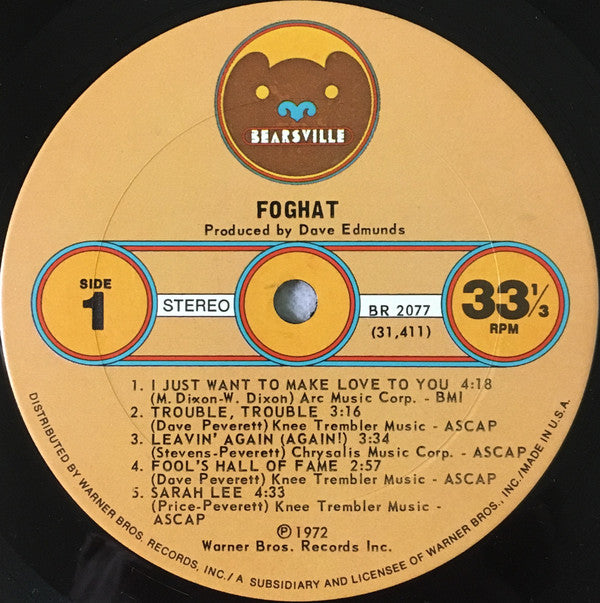 BEARSVILLE
FOGHAT
Produced by Dave Edmunds
SIDE
1
STEREO
BR 2077
(31,411)
33 1/3
RPM
1. I JUST WANT TO MAKE LOVE TO YOU 4:18
(M. Dixon-W. Dixon) Arc Music Corp. - BMI
2. TROUBLE, TROUBLE 3:16
(Dave Peverett) Knee Trembler Music - ASCAP
3. LEAVIN' AGAIN (AGAIN!) 3:34
(Stevens-Peverett) Chrysalis Music Corp. - ASCAP
4. FOOL'S HALL OF FAME 2:57
(Dave Peverett) Knee Trembler Music - ASCAP
5. SARAH LEE 4:33
(Price-Peverett) Knee Trembler Music -
ASCAP
℗ 1972
Warner Bros. Records Inc.
DISTRIBUTED BY WARNER BROS. RECORDS, INC./A SUBSIDIARY AND LICENSEE OF WARNER BROS., INC./MADE IN U.S.A.